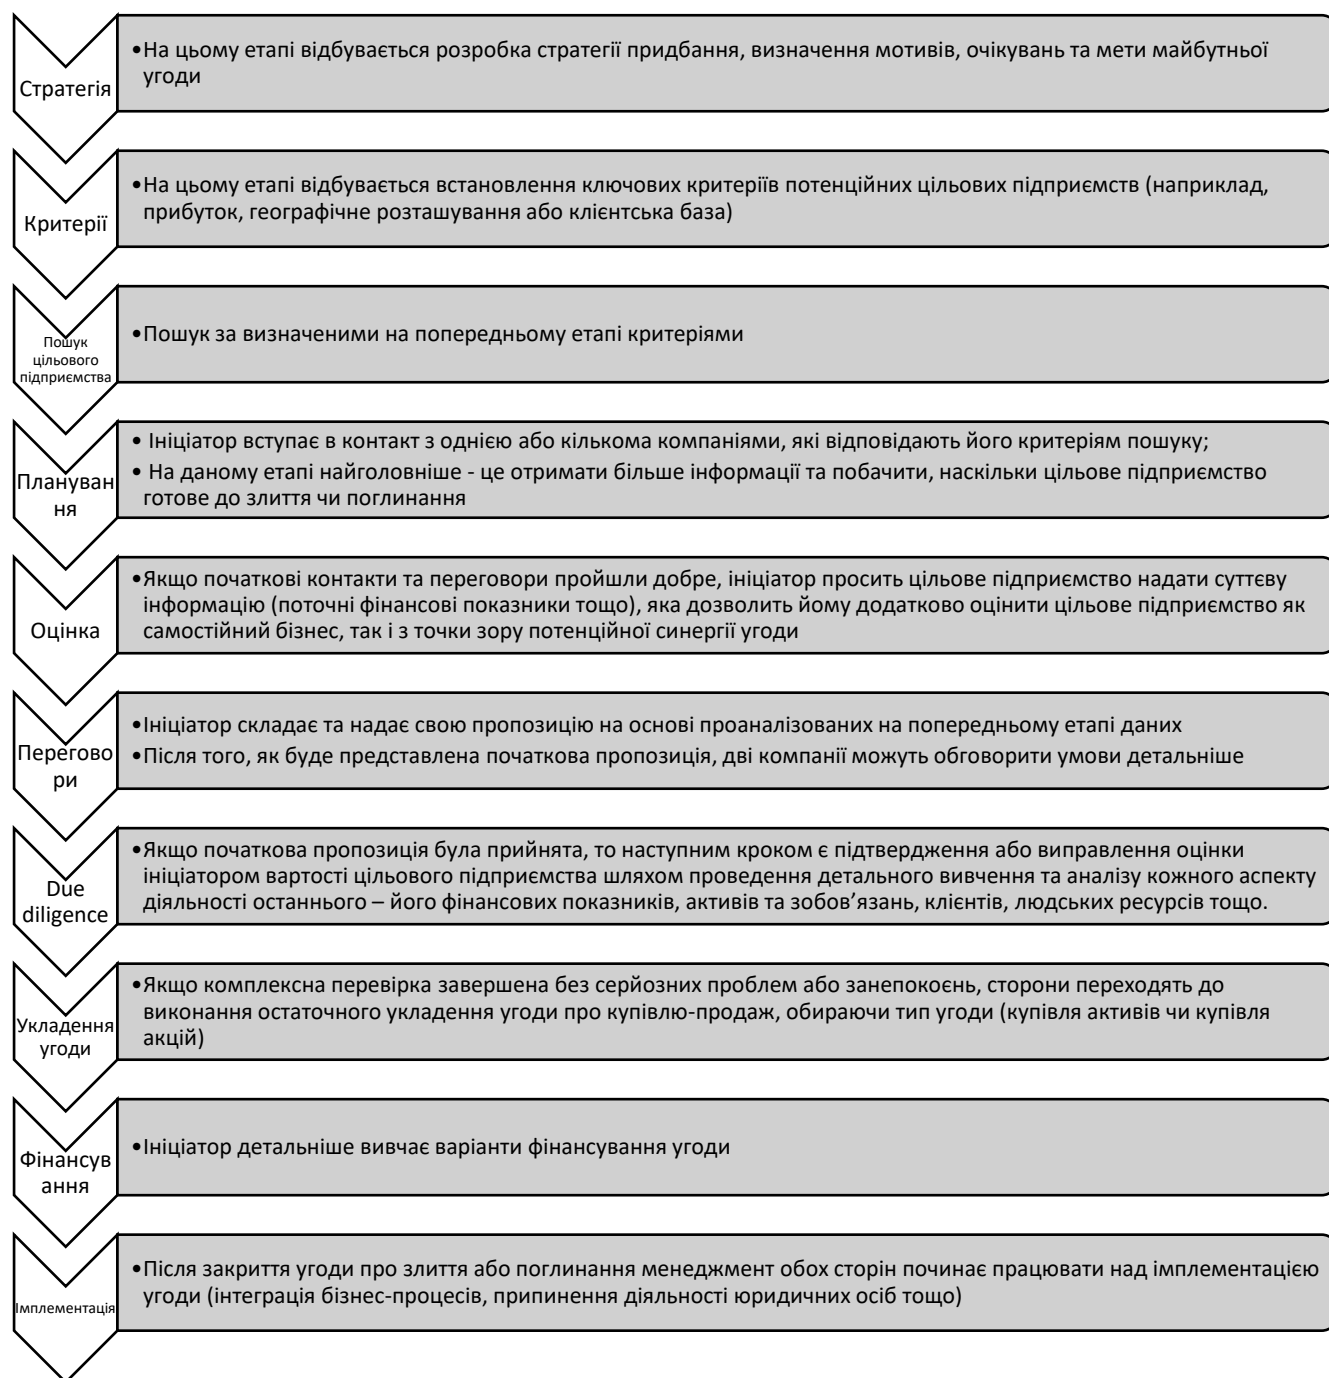 Стратегія
•На цьому етапі відбувається розробка стратегії придбання, визначення мотивів, очікувань та мети майбутньої
угоди
Критерії
•На цьому етапі відбувається встановлення ключових критеріїв потенційних цільових підприємств (наприклад,
прибуток, географічне розташування або клієнтська база)
Пошук
цільового
підприємства
•Пошук за визначеними на попередньому етапі критеріями
Плануван
ня
• Ініціатор вступає в контакт з однією або кількома компаніями, які відповідають його критеріям пошуку;
• На даному етапі найголовніше - це отримати більше інформації та побачити, наскільки цільове підприємство
готове до злиття чи поглинання
Оцінка
•Якщо початкові контакти та переговори пройшли добре, ініціатор просить цільове підприємство надати суттєву
інформацію (поточні фінансові показники тощо), яка дозволить йому додатково оцінити цільове підприємство як
самостійний бізнес, так і з точки зору потенційної синергії угоди
Перегово
ри
•Ініціатор складає та надає свою пропозицію на основі проаналізованих на попередньому етапі даних
•Після того, як буде представлена початкова пропозиція, дві компанії можуть обговорити умови детальніше
Due
diligence
•Якщо початкова пропозиція була прийнята, то наступним кроком є підтвердження або виправлення оцінки
ініціатором вартості цільового підприємства шляхом проведення детального вивчення та аналізу кожного аспекту
діяльності останнього – його фінансових показників, активів та зобов’язань, клієнтів, людських ресурсів тощо.
Укладення
угоди
•Якщо комплексна перевірка завершена без серйозних проблем або занепокоєнь, сторони переходять до
виконання остаточного укладення угоди про купівлю-продаж, обираючи тип угоди (купівля активів чи купівля
акцій)
Фінансув
ання
•Ініціатор детальніше вивчає варіанти фінансування угоди
Імплементація
•Після закриття угоди про злиття або поглинання менеджмент обох сторін починає працювати над імплементацією
угоди (інтеграція бізнес-процесів, припинення діяльності юридичних осіб тощо)